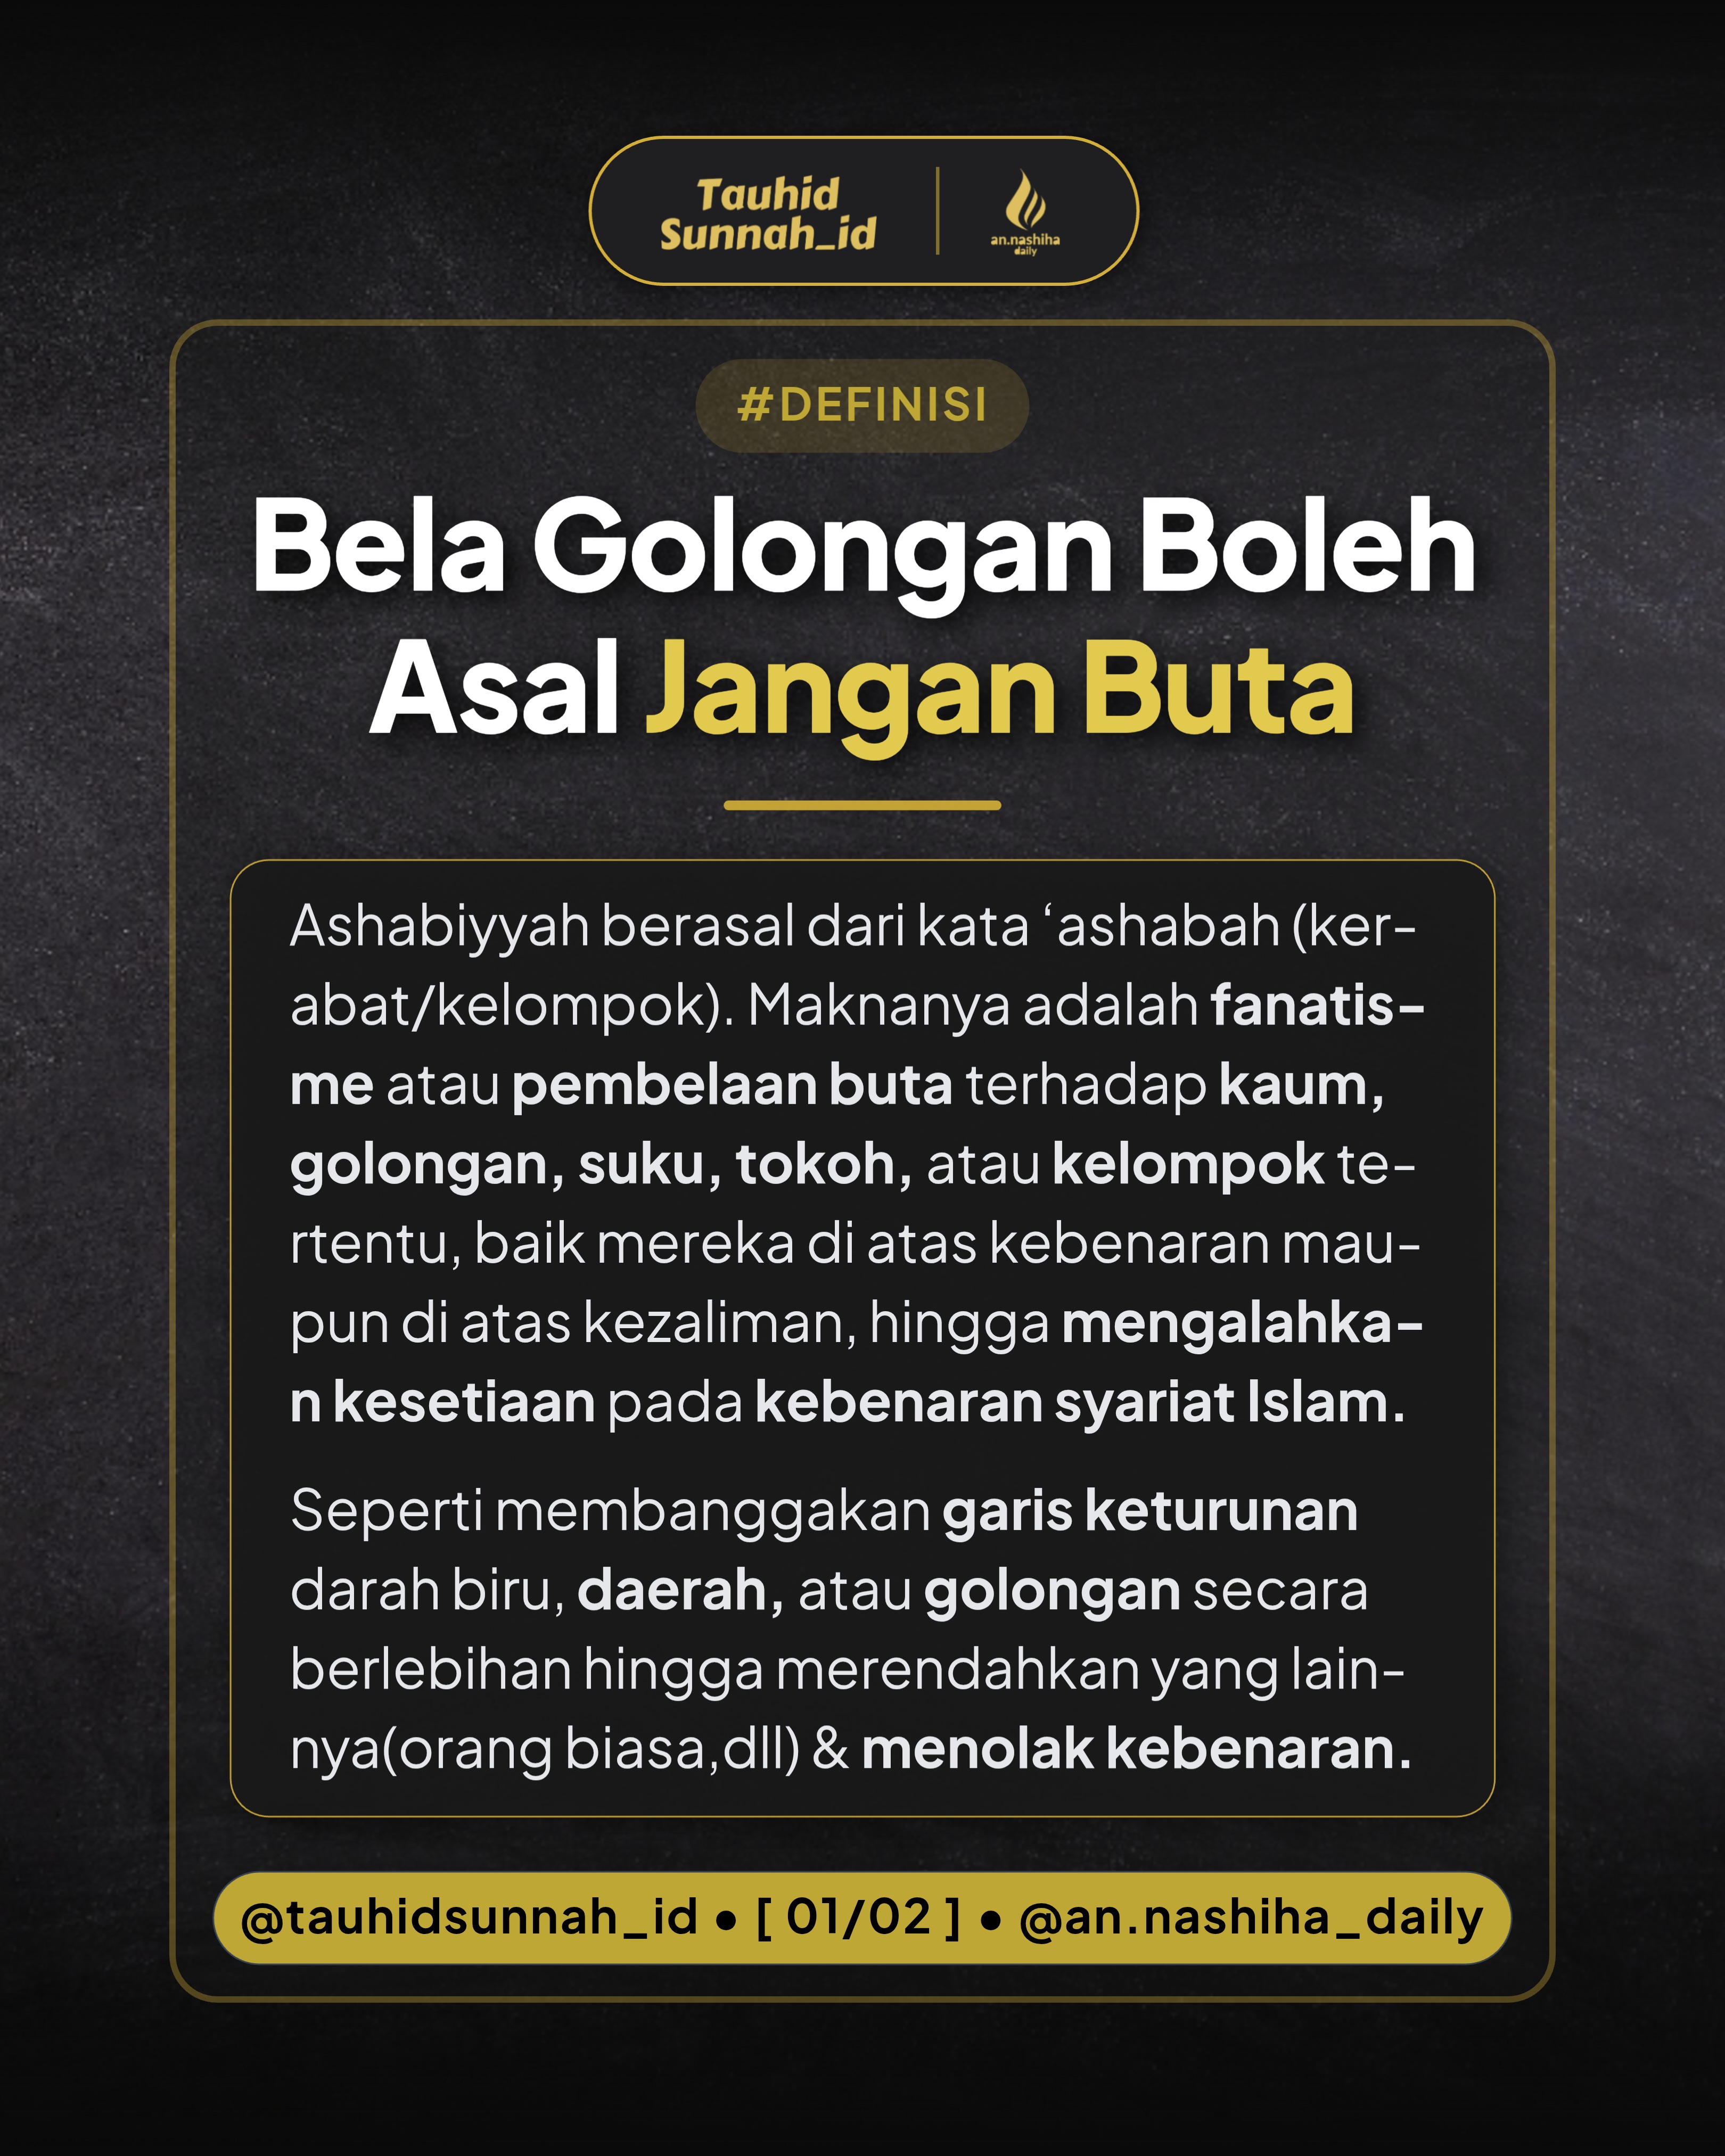 Tauhid
Sunnah_id
an.nashiha
daily
#DEFINISI
Bela Golongan Boleh
Asal Jangan Buta
Ashabiyyah berasal dari kata ‘ashabah (ker-
abat/kelompok). Maknanya adalah fanatis-
me atau pembelaan buta terhadap kaum,
golongan, suku, tokoh, atau kelompok te-
rtentu, baik mereka di atas kebenaran mau-
pun di atas kezaliman, hingga mengalahka-
n kesetiaan pada kebenaran syariat Islam.
Seperti membanggakan garis keturunan
darah biru, daerah, atau golongan secara
berlebihan hingga merendahkan yang lain-
nya(orang biasa,dll) & menolak kebenaran.
@tauhidsunnah_id ● [ 01/02 ] ● @an.nashiha_daily